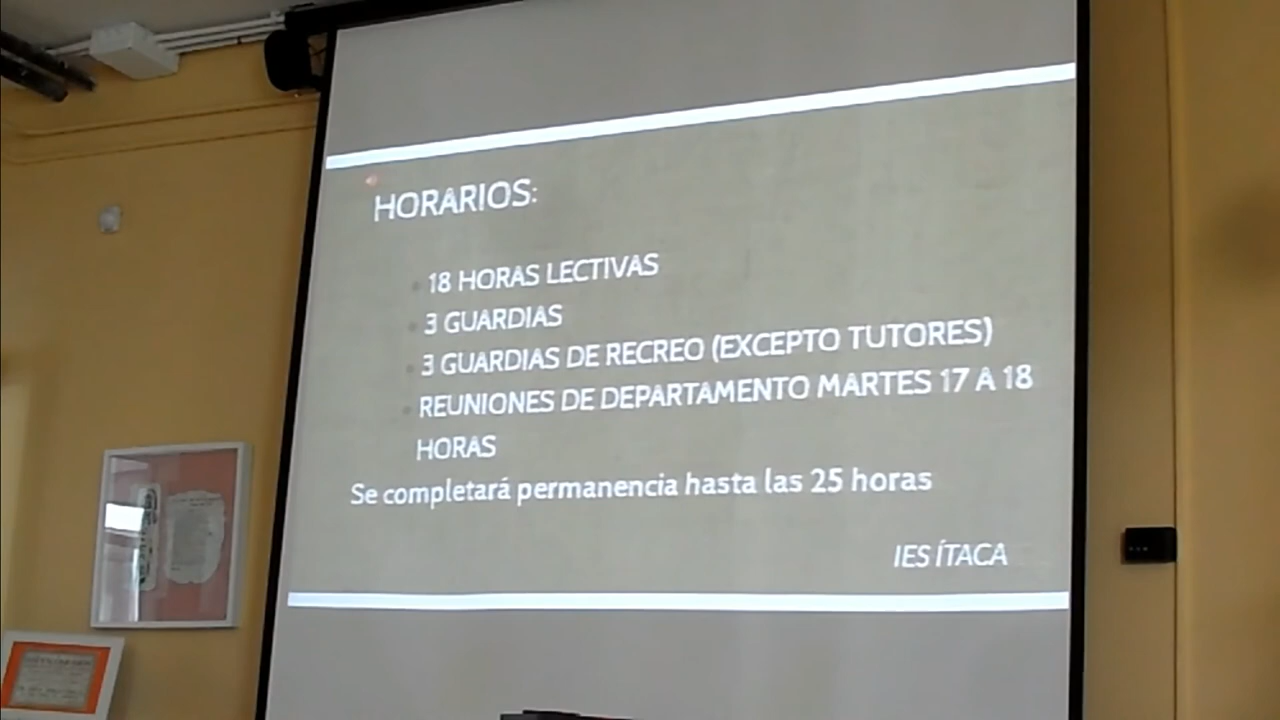 HORARIOS:
18 HORAS LECTIVAS
3 GUARDIAS
3 GUARDIAS DE RECREO (EXCEPTO TUTORES)
REUNIONES DE DEPARTAMENTO MARTES 17 A 18
HORAS
Se completará permanencia hasta las 25 horas
IES ÍTACA